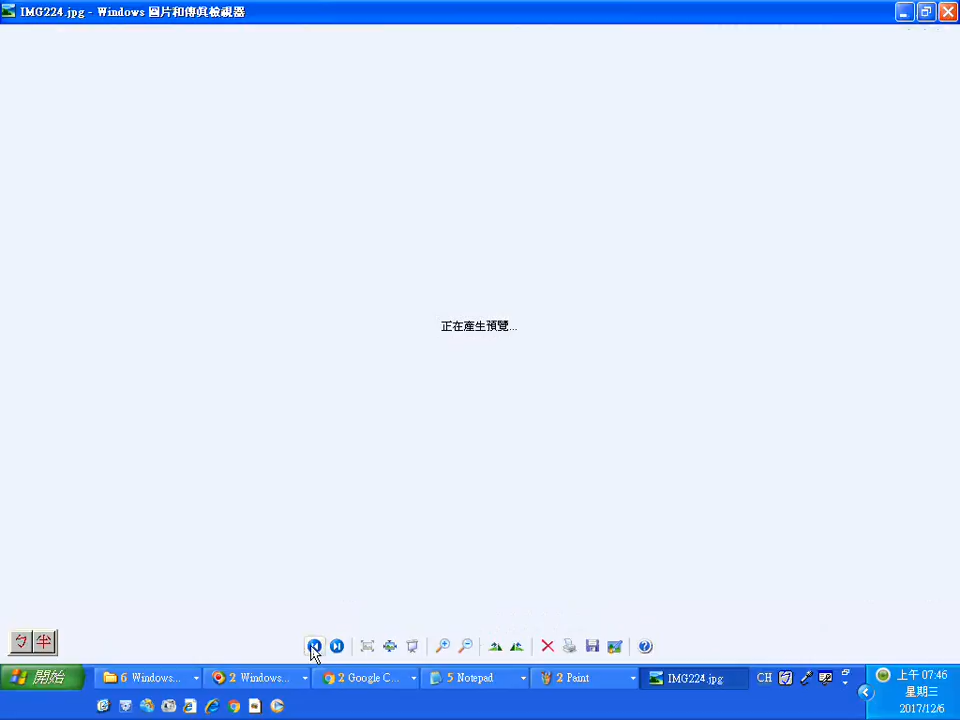 IMG224.jpg - Windows 圖片和傳真檢視器
正在產生預覽...
ㄅ 半
開始
6 Windows...
2 Windows...
2 Google C...
5 Notepad
2 Paint
IMG224.jpg
CH
上午 07:46
星期三
2017/12/6